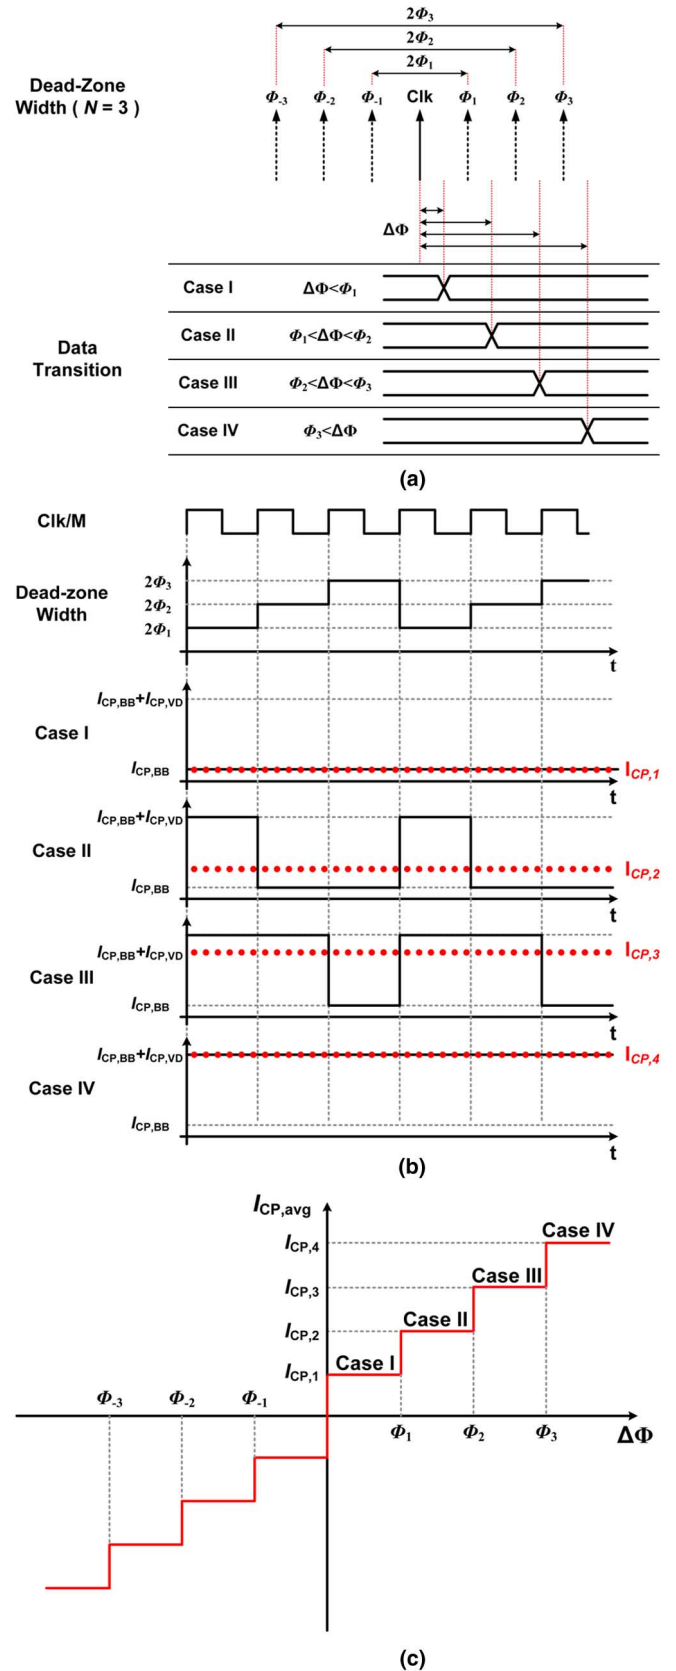 2Φ3
2Φ2
2Φ1
Dead-Zone
Width ( N = 3 )
Φ-3 Φ-2 Φ-1 Clk Φ1 Φ2 Φ3
ΔΦ
Case I ΔΦ<Φ1
Case II Φ1<ΔΦ<Φ2
Data
Transition
Case III Φ2<ΔΦ<Φ3
Case IV Φ3<ΔΦ
(a)
Clk/M
Dead-zone
Width
2Φ3
2Φ2
2Φ1
t
Case I
ICP,BB+ICP,VD
ICP,BB
ICP,1
t
Case II
ICP,BB+ICP,VD
ICP,2
ICP,BB
t
Case III
ICP,BB+ICP,VD
ICP,3
ICP,BB
t
Case IV
ICP,BB+ICP,VD
ICP,4
ICP,BB
t
(b)
ICP,avg
ICP,4 Case IV
ICP,3 Case III
ICP,2 Case II
ICP,1 Case I
Φ-3 Φ-2 Φ-1
Φ1 Φ2 Φ3 ΔΦ
(c)